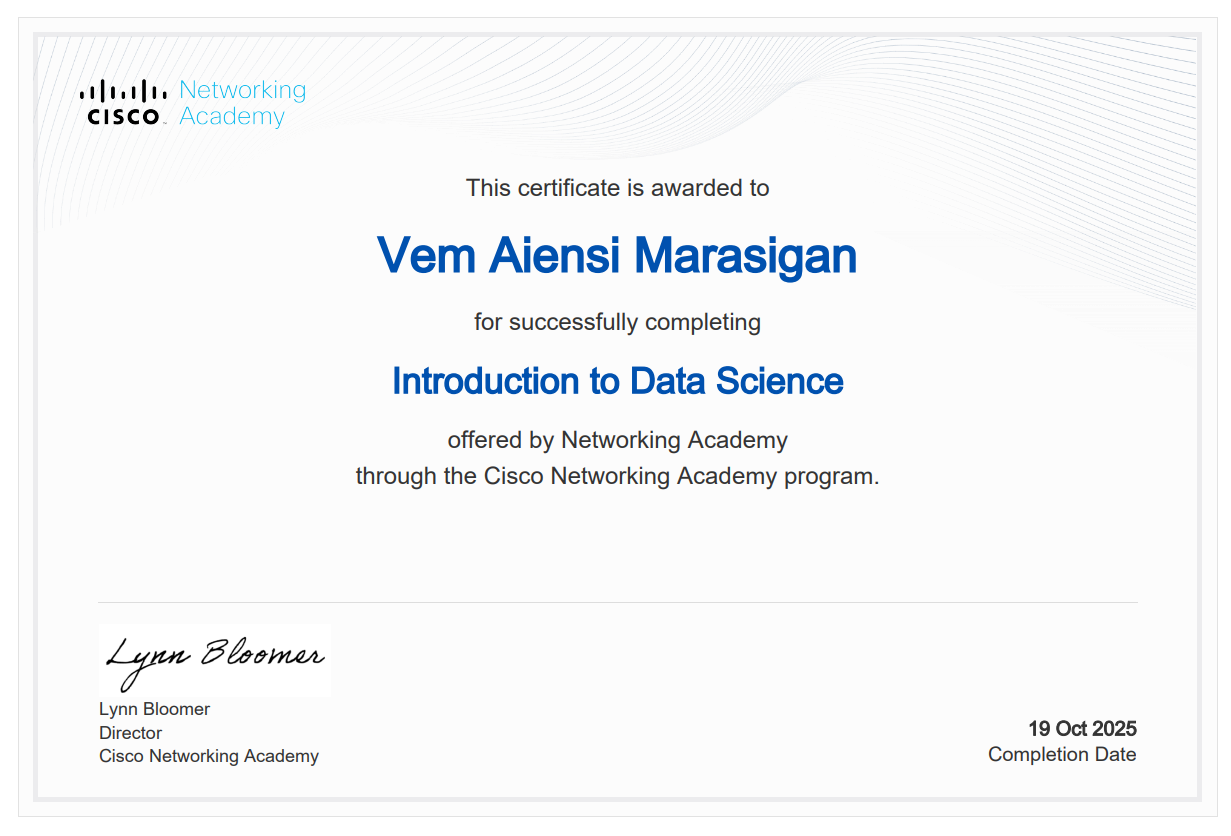 CISCO
Networking
Academy
This certificate is awarded to
Vem Aiensi Marasigan
for successfully completing
Introduction to Data Science
offered by Networking Academy
through the Cisco Networking Academy program.
Lynn Bloomer
Lynn Bloomer
Director
Cisco Networking Academy
19 Oct 2025
Completion Date